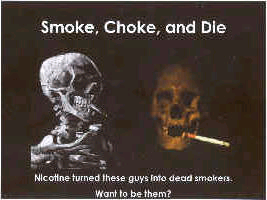 Smoke, Choke, and Die
Nicotine turned these guys into dead smokers.
Want to be them?